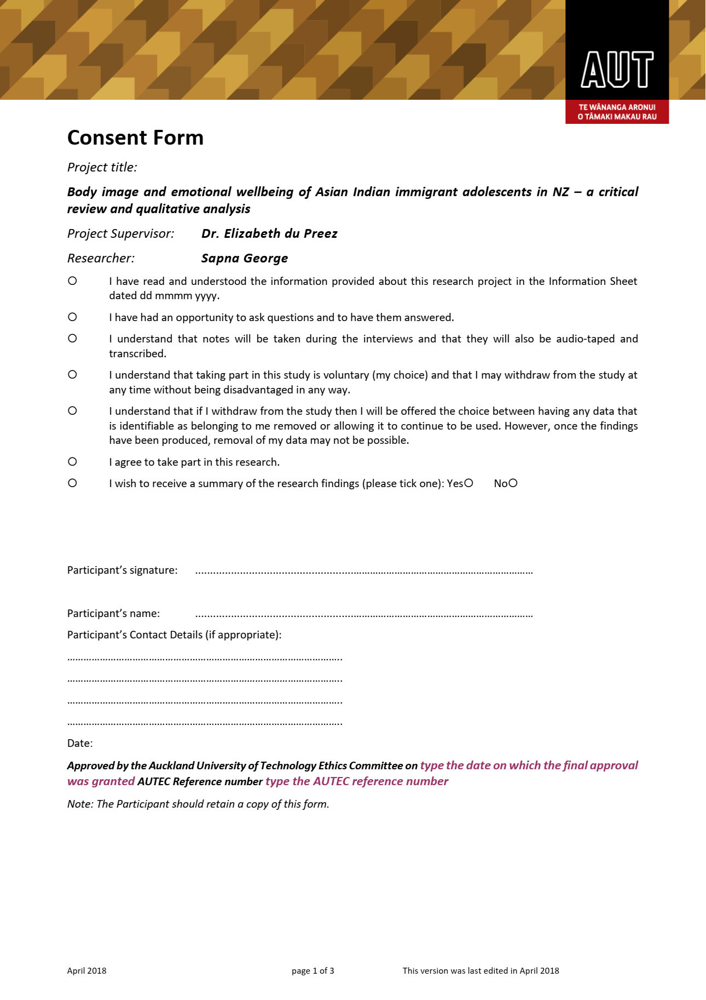 AUT
TE WĀNANGA ARONUI
O TĀMAKI MAKAU RAU
Consent Form
Project title:
Body image and emotional wellbeing of Asian Indian immigrant adolescents in NZ – a critical
review and qualitative analysis
Project Supervisor: Dr. Elizabeth du Preez
Researcher: Sapna George
I have read and understood the information provided about this research project in the Information Sheet
dated dd mmmm yyyy.
I have had an opportunity to ask questions and to have them answered.
I understand that notes will be taken during the interviews and that they will also be audio-taped and
transcribed.
I understand that taking part in this study is voluntary (my choice) and that I may withdraw from the study at
any time without being disadvantaged in any way.
I understand that if I withdraw from the study then I will be offered the choice between having any data that
is identifiable as belonging to me removed or allowing it to continue to be used. However, once the findings
have been produced, removal of my data may not be possible.
I agree to take part in this research.
I wish to receive a summary of the research findings (please tick one): Yes○ No○
Participant’s signature: .....................................................………………………………………………………
Participant’s name: .....................................................………………………………………………………
Participant’s Contact Details (if appropriate):
………………………………………………………………………………………..
………………………………………………………………………………………..
………………………………………………………………………………………..
………………………………………………………………………………………..
Date:
Approved by the Auckland University of Technology Ethics Committee on type the date on which the final approval
was granted AUTEC Reference number type the AUTEC reference number
Note: The Participant should retain a copy of this form.
April 2018 page 1 of 3 This version was last edited in April 2018